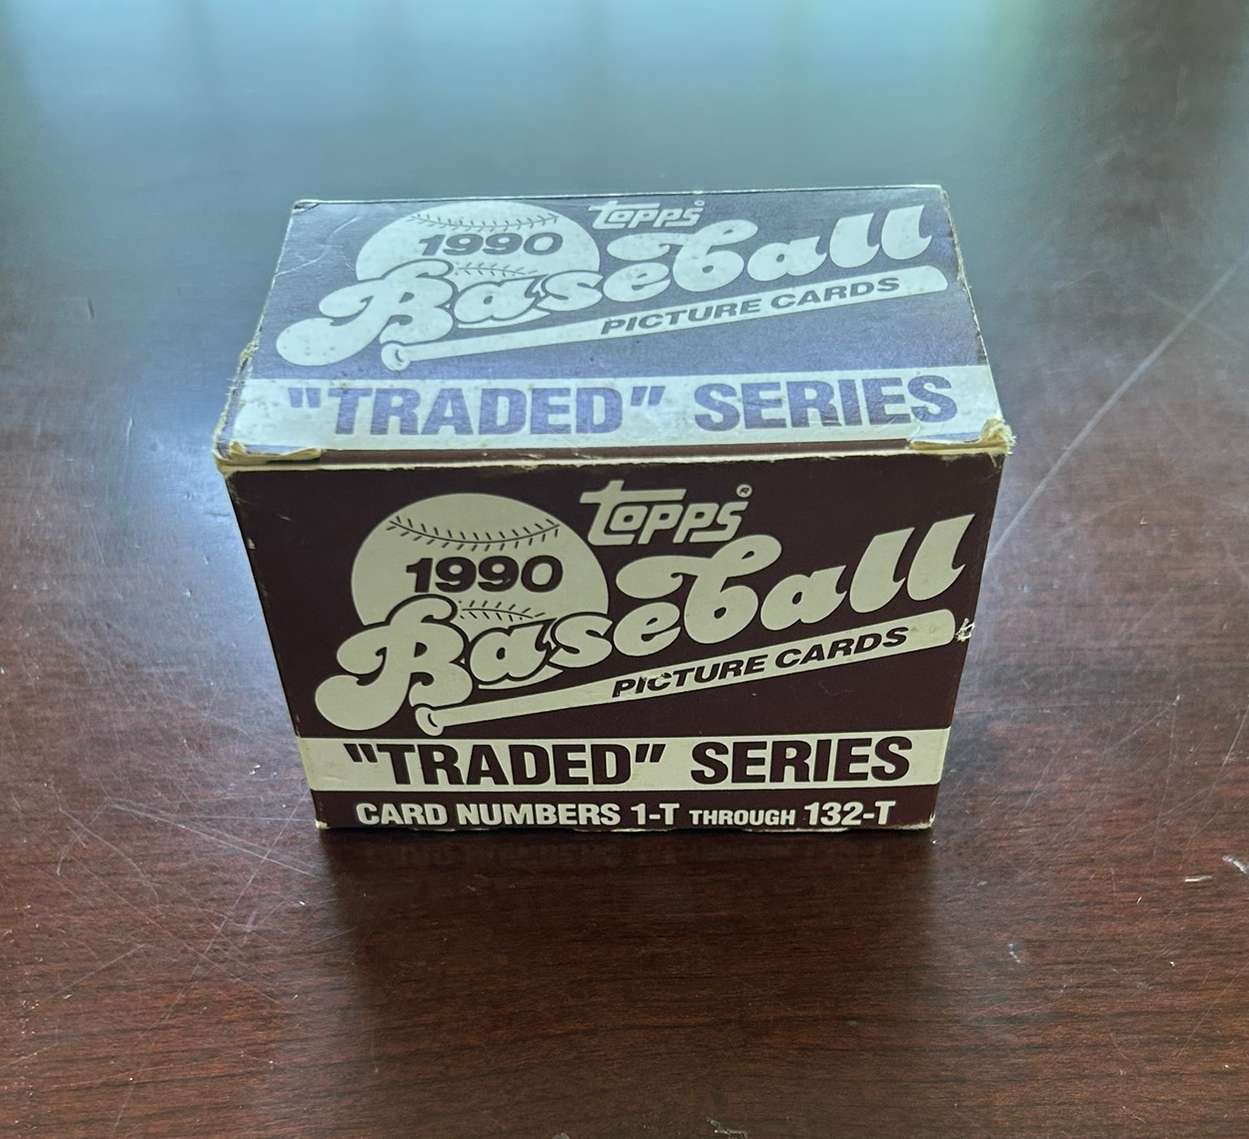 topps®
1990
Baseball
PICTURE CARDS
"TRADED" SERIES
topps®
1990
Baseball
PICTURE CARDS
"TRADED" SERIES
CARD NUMBERS 1-T THROUGH 132-T